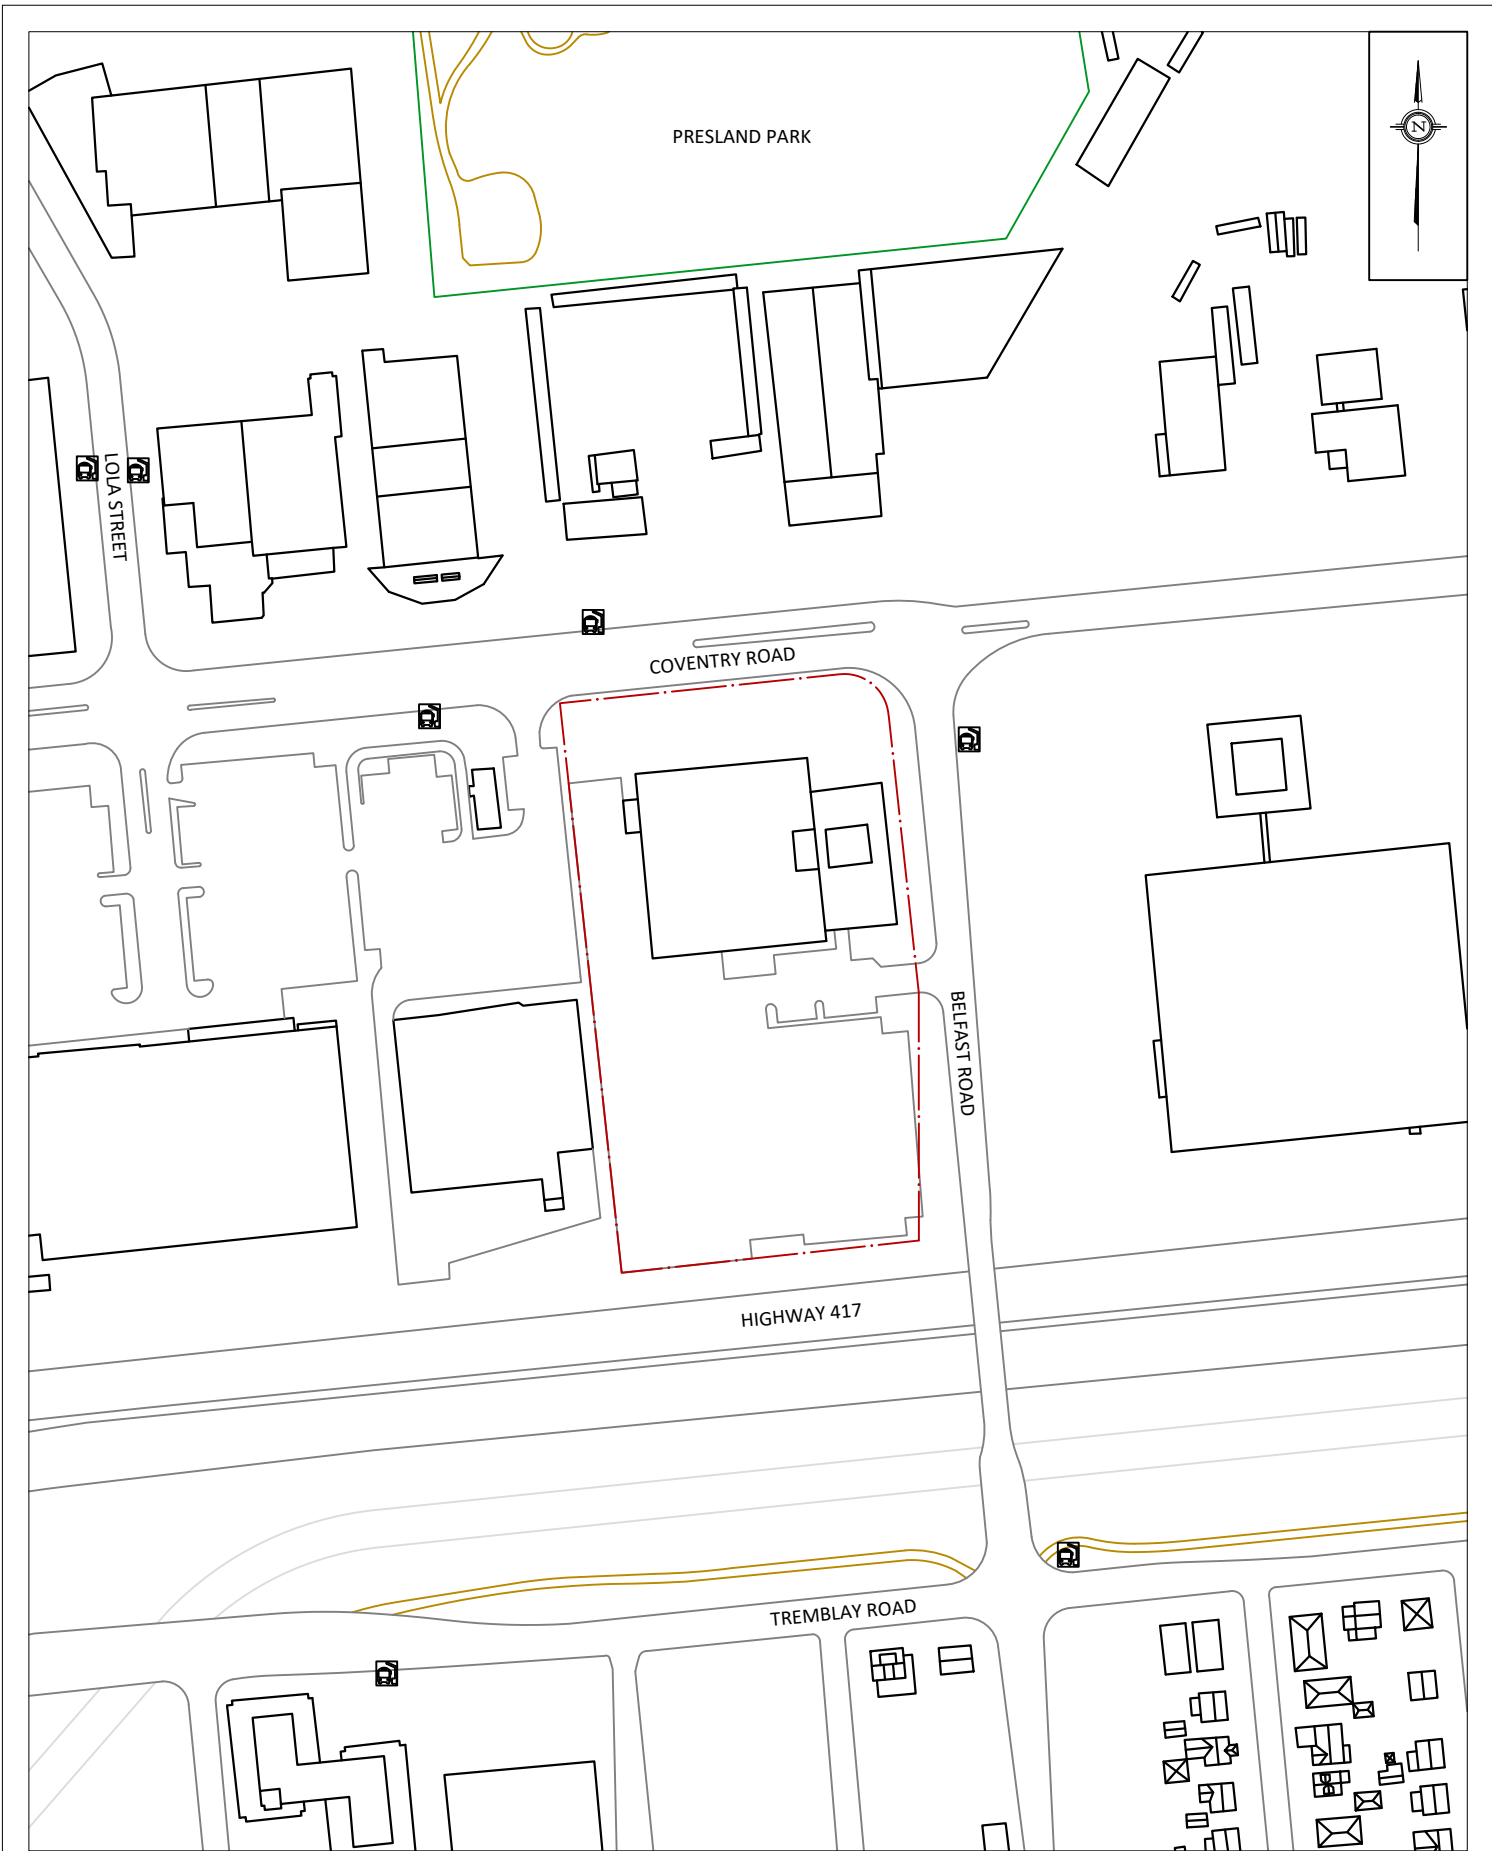 PRESLAND PARK
N
LOLA STREET
COVENTRY ROAD
BELFAST ROAD
HIGHWAY 417
TREMBLAY ROAD